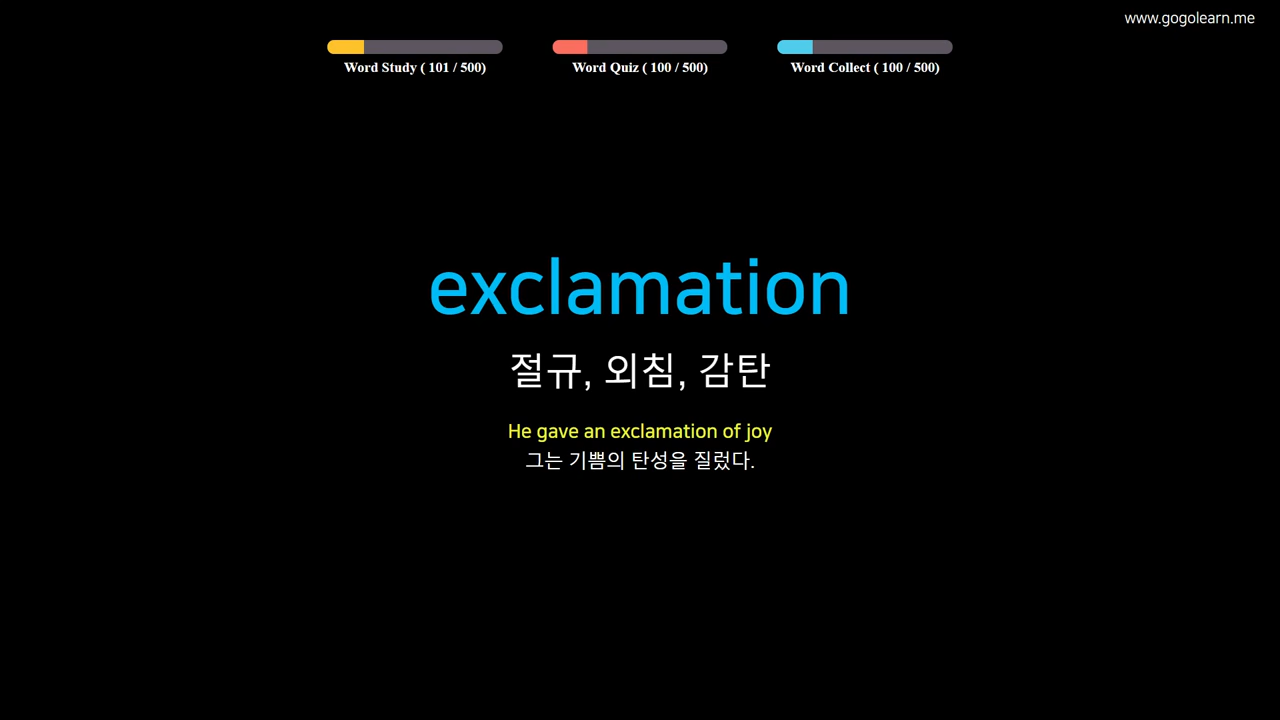 www.gogolearn.me
Word Study ( 101 / 500)
Word Quiz ( 100 / 500)
Word Collect ( 100 / 500)
exclamation
절규, 외침, 감탄
He gave an exclamation of joy
그는 기쁨의 탄성을 질렀다.